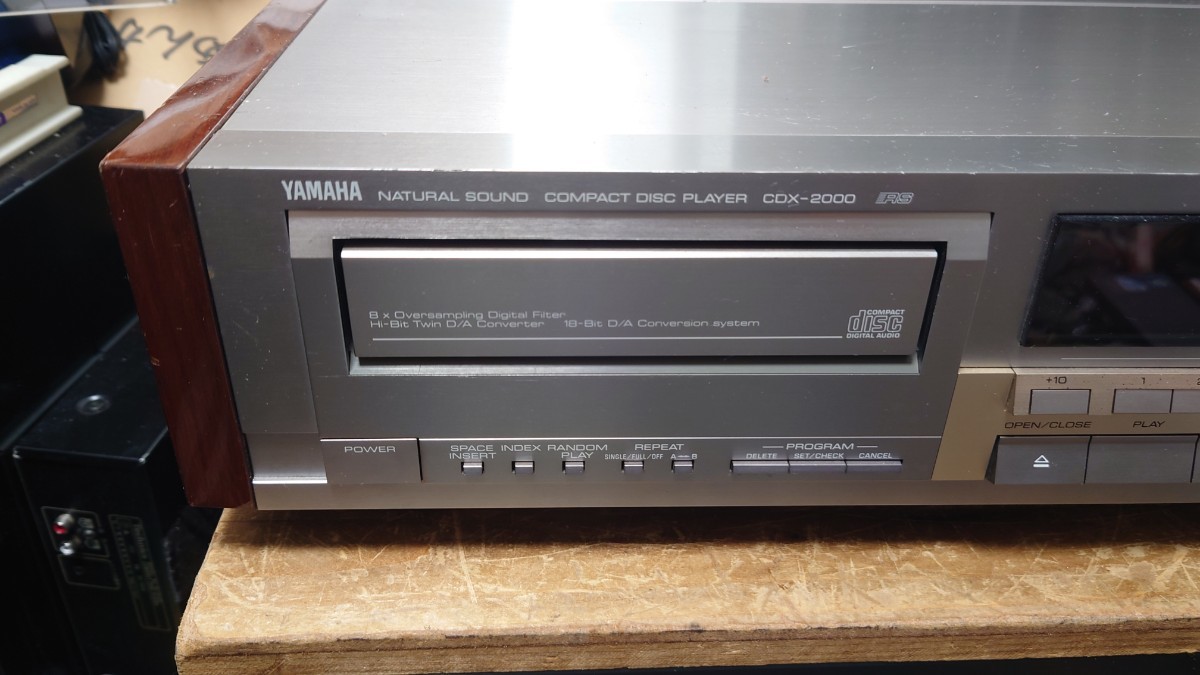 YAMAHA NATURAL SOUND COMPACT DISC PLAYER CDX-2000 RS
8 x Oversampling Digital Filter
Hi-Bit Twin D/A Converter 18-Bit D/A Conversion system
COMPACT
disc
DIGITAL AUDIO
+10 1 2
OPEN/CLOSE PLAY
POWER
SPACE INSERT
INDEX
RANDOM PLAY
REPEAT
SINGLE/FULL/OFF A B
PROGRAM
DELETE SET/CHECK CANCEL